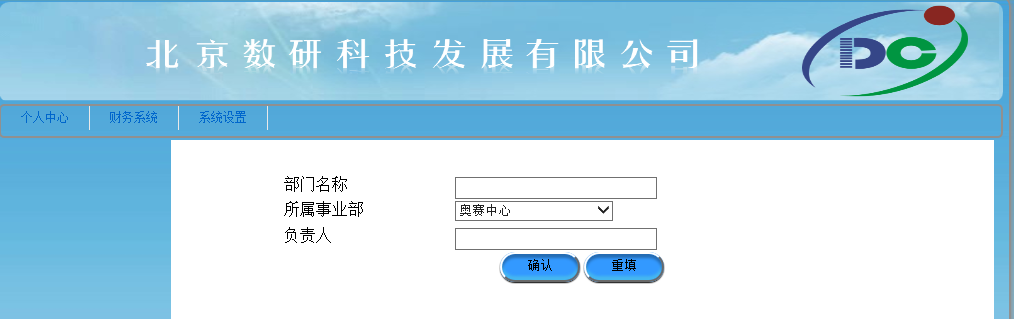 北京数研科技发展有限公司
DC
个人中心 财务系统 系统设置
部门名称
所属事业部 奥赛中心
负责人
确认 重填